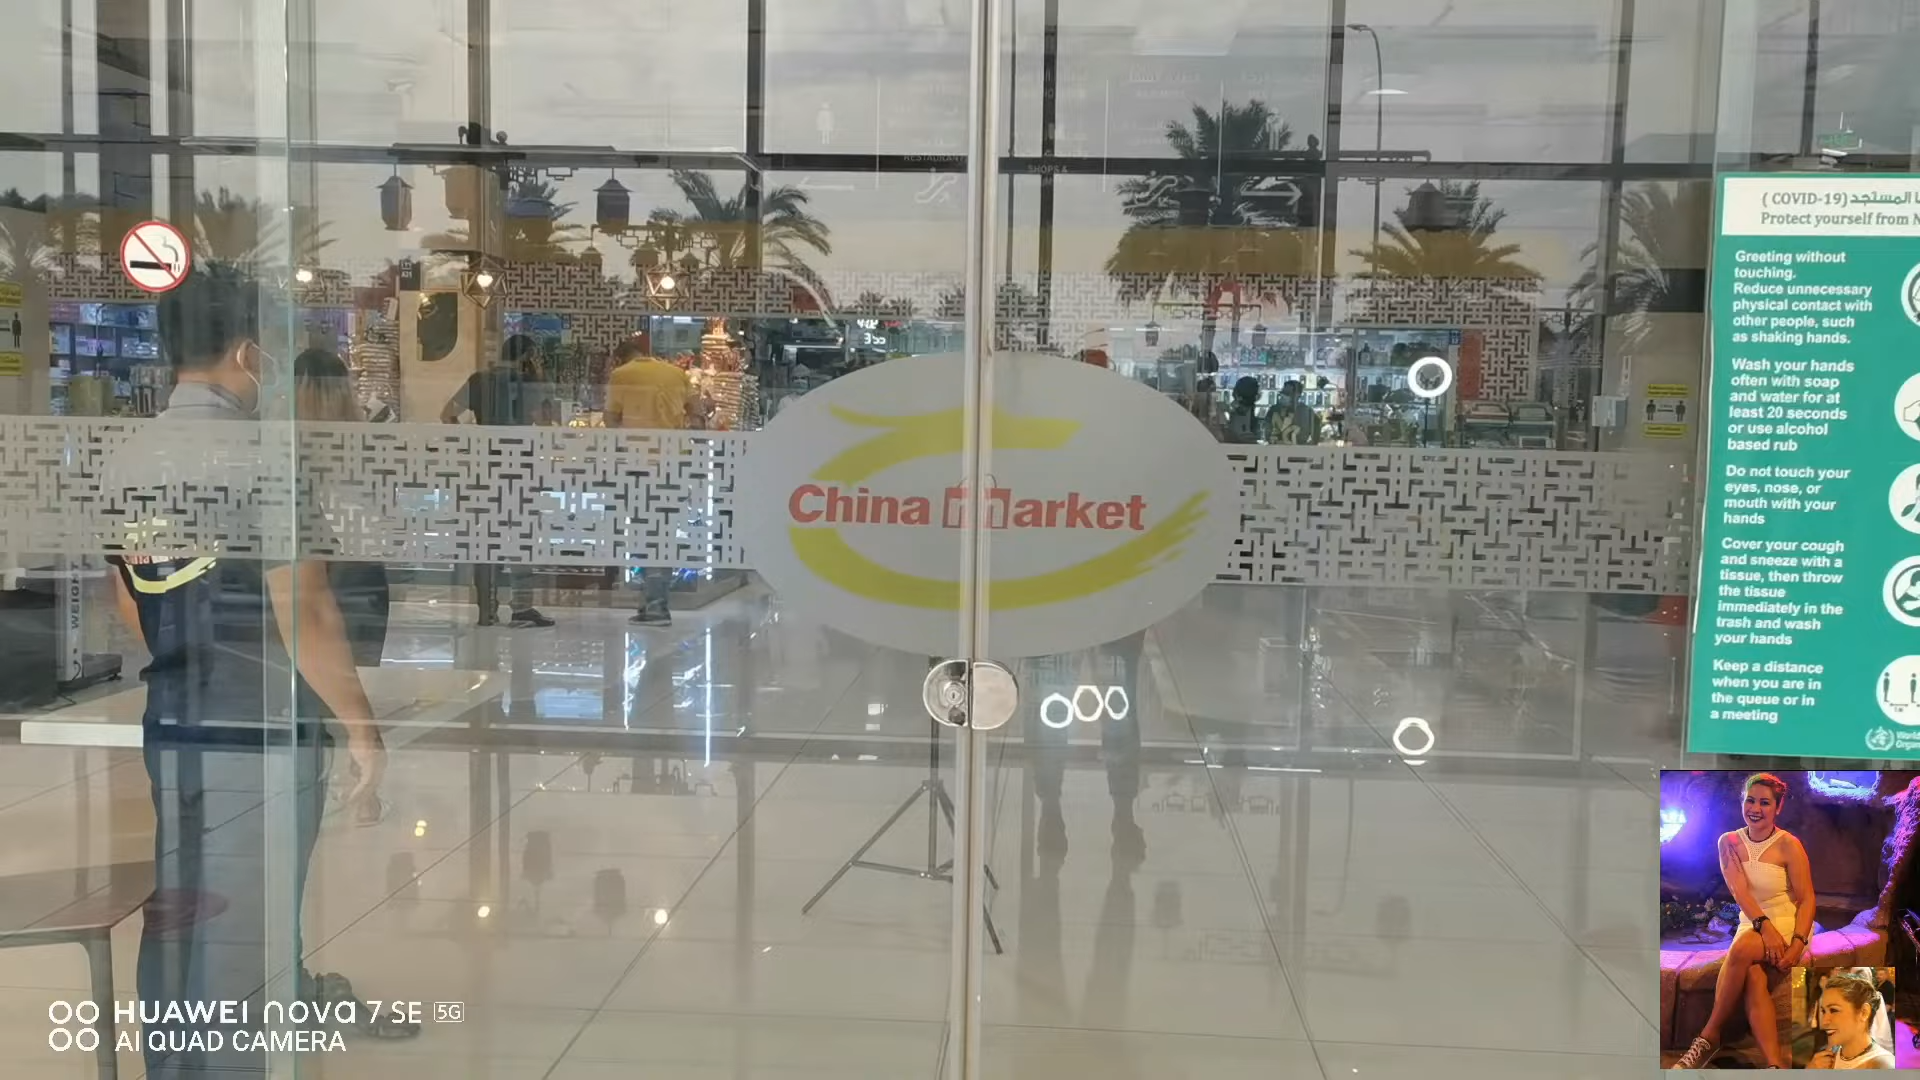 China market
( COVID-19)
Protect yourself from
Greeting without
touching.
Reduce unnecessary
physical contact with
other people, such
as shaking hands.
Wash your hands
often with soap
and water for at
least 20 seconds
or use alcohol
based rub
Do not touch your
eyes, nose, or
mouth with your
hands
Cover your cough
and sneeze with a
tissue, then throw
the tissue
immediately in the
trash and wash
your hands
Keep a distance
when you are in
the queue or in
a meeting
WEIGHT
SHOPS &
HUAWEI nova 7 SE 5G
AI QUAD CAMERA